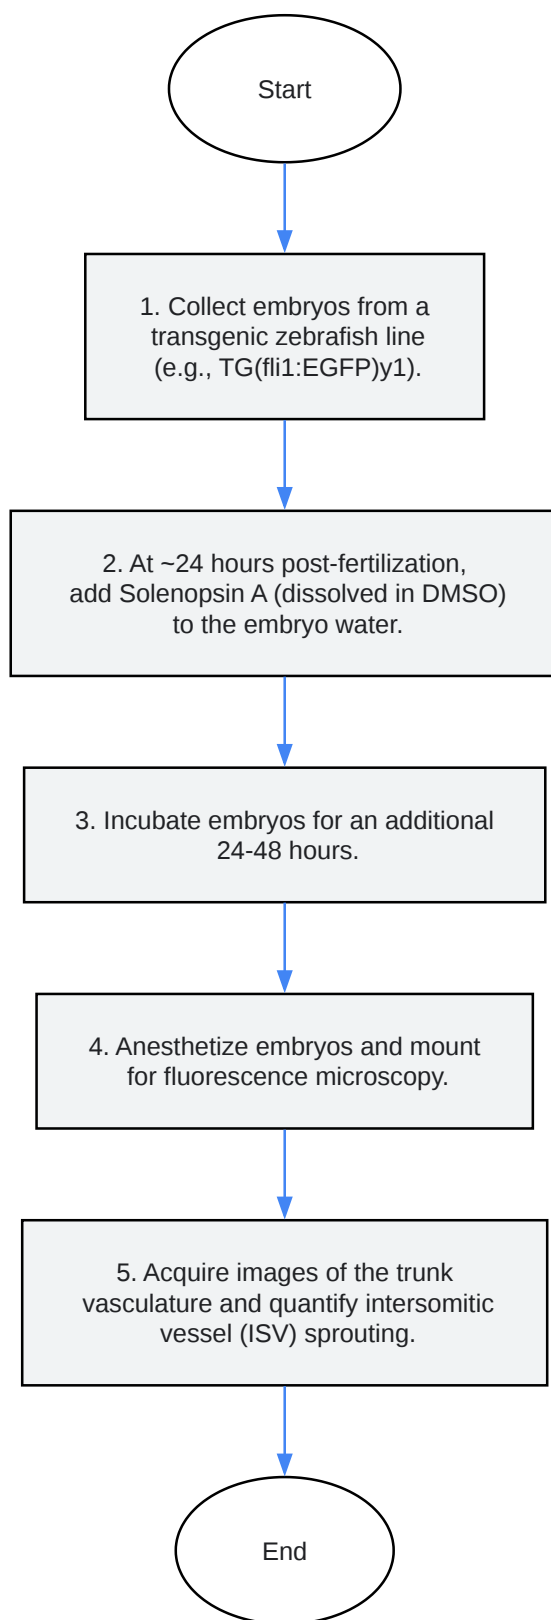 Start
1. Collect embryos from a
transgenic zebrafish line
(e.g., TG(fli1:EGFP)y1).
2. At ~24 hours post-fertilization,
add Solenopsin A (dissolved in DMSO)
to the embryo water.
3. Incubate embryos for an additional
24-48 hours.
4. Anesthetize embryos and mount
for fluorescence microscopy.
5. Acquire images of the trunk
vasculature and quantify intersomitic
vessel (ISV) sprouting.
End